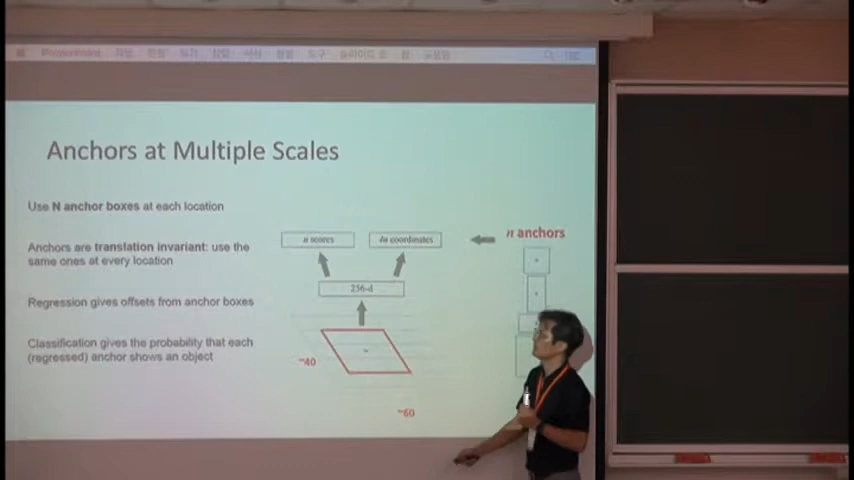 Anchors at Multiple Scales
Use N anchor boxes at each location
Anchors are translation invariant: use the
same ones at every location
Regression gives offsets from anchor boxes
Classification gives the probability that each
(regressed) anchor shows an object
n scores
4n coordinates
n anchors
256-d
~40
~60